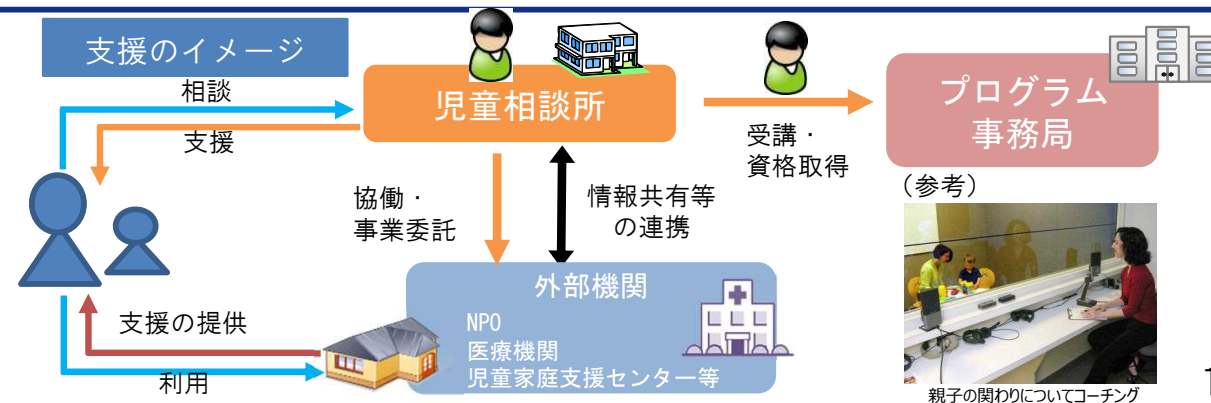 支援のイメージ
相談
支援
児童相談所
受講・
資格取得
プログラム
事務局
協働・
事業委託
情報共有等
の連携
(参考)
外部機関
NPO
医療機関
児童家庭支援センター等
支援の提供
利用
親子の関わりについてコーチング